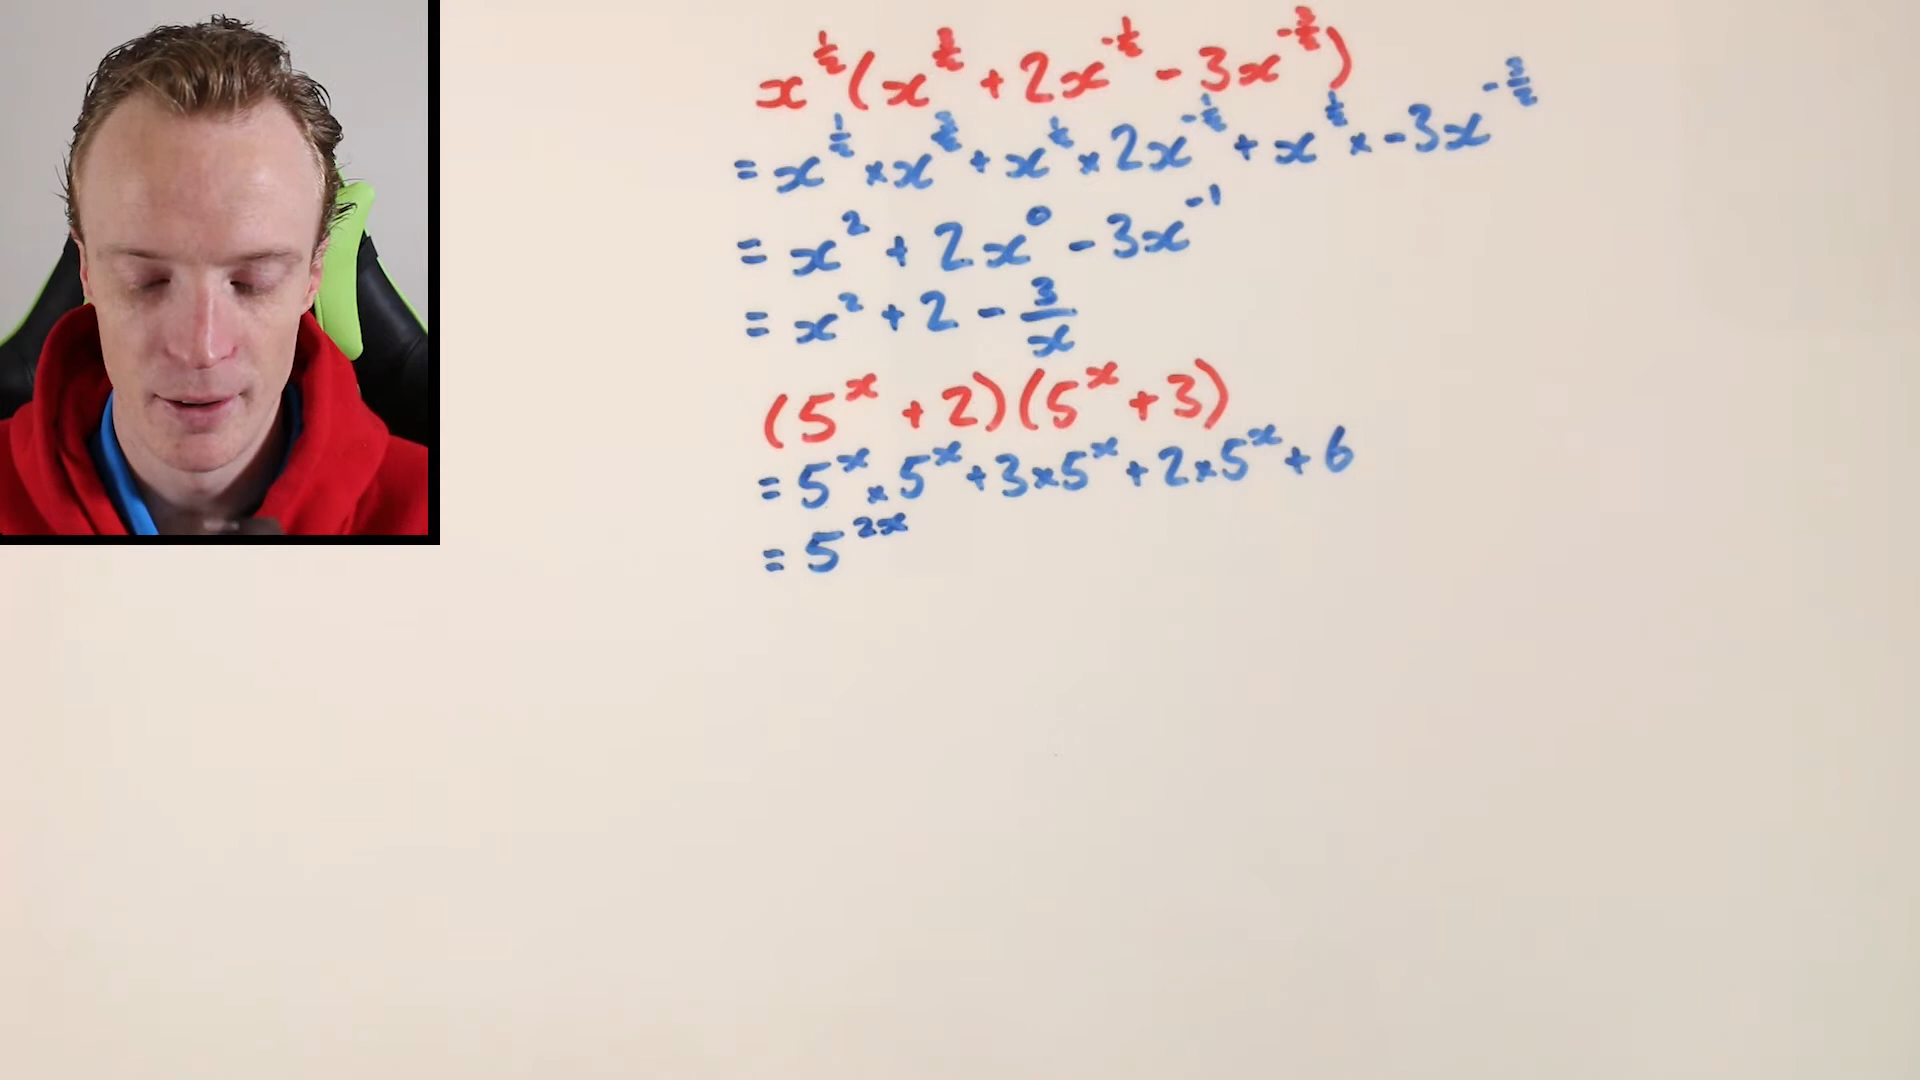 x^{1/2}(x^{3/2} + 2x^{-1/2} - 3x^{-3/2})
= x^{1/2} × x^{3/2} + x^{1/2} × 2x^{-1/2} + x^{1/2} × -3x^{-3/2}
= x^2 + 2x^0 - 3x^{-1}
= x^2 + 2 - 3/x
(5^x + 2)(5^x + 3)
= 5^x × 5^x + 3×5^x + 2×5^x + 6
= 5^{2x}